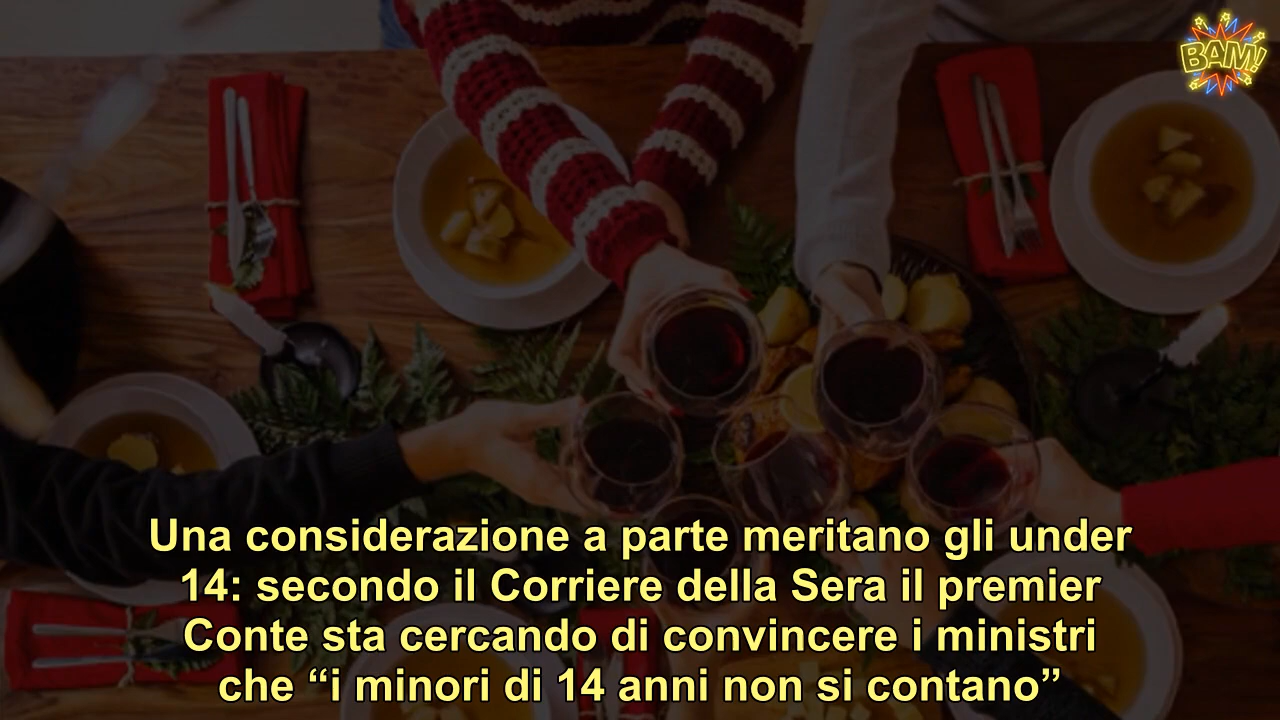 BAM!
Una considerazione a parte meritano gli under
14: secondo il Corriere della Sera il premier
Conte sta cercando di convincere i ministri
che “i minori di 14 anni non si contano”